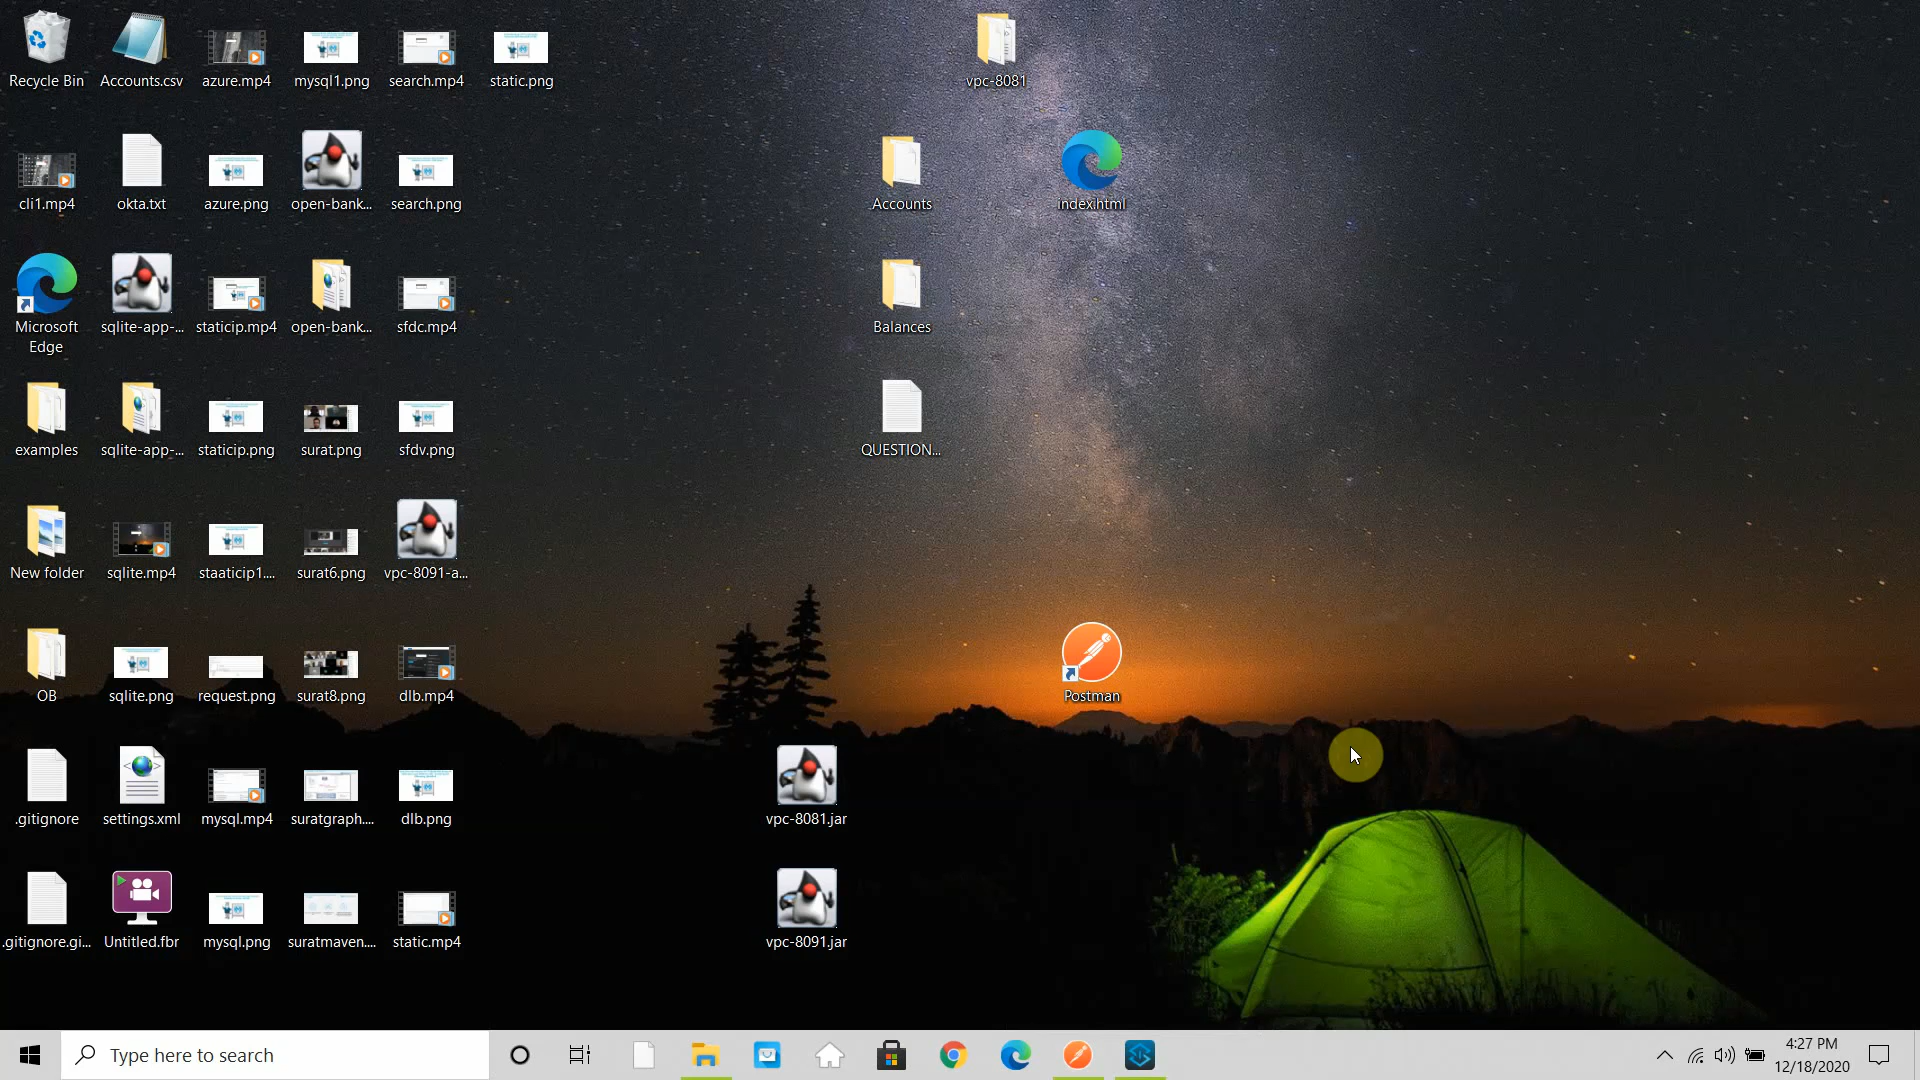 Recycle Bin
Accounts.csv
azure.mp4
mysql1.png
search.mp4
static.png
vpc-8081
cli1.mp4
okta.txt
azure.png
open-bank...
search.png
Accounts
index.html
Microsoft
Edge
sqlite-app-...
staticip.mp4
open-bank...
sfdc.mp4
Balances
examples
sqlite-app-...
staticip.png
surat.png
sfdv.png
QUESTION...
New folder
sqlite.mp4
staaticip1....
surat6.png
vpc-8091-a...
OB
sqlite.png
request.png
surat8.png
dlb.mp4
Postman
.gitignore
settings.xml
mysql.mp4
suratgraph....
dlb.png
vpc-8081.jar
.gitignore.gi...
Untitled.fbr
mysql.png
suratmaven....
static.mp4
vpc-8091.jar
Type here to search
4:27 PM
12/18/2020